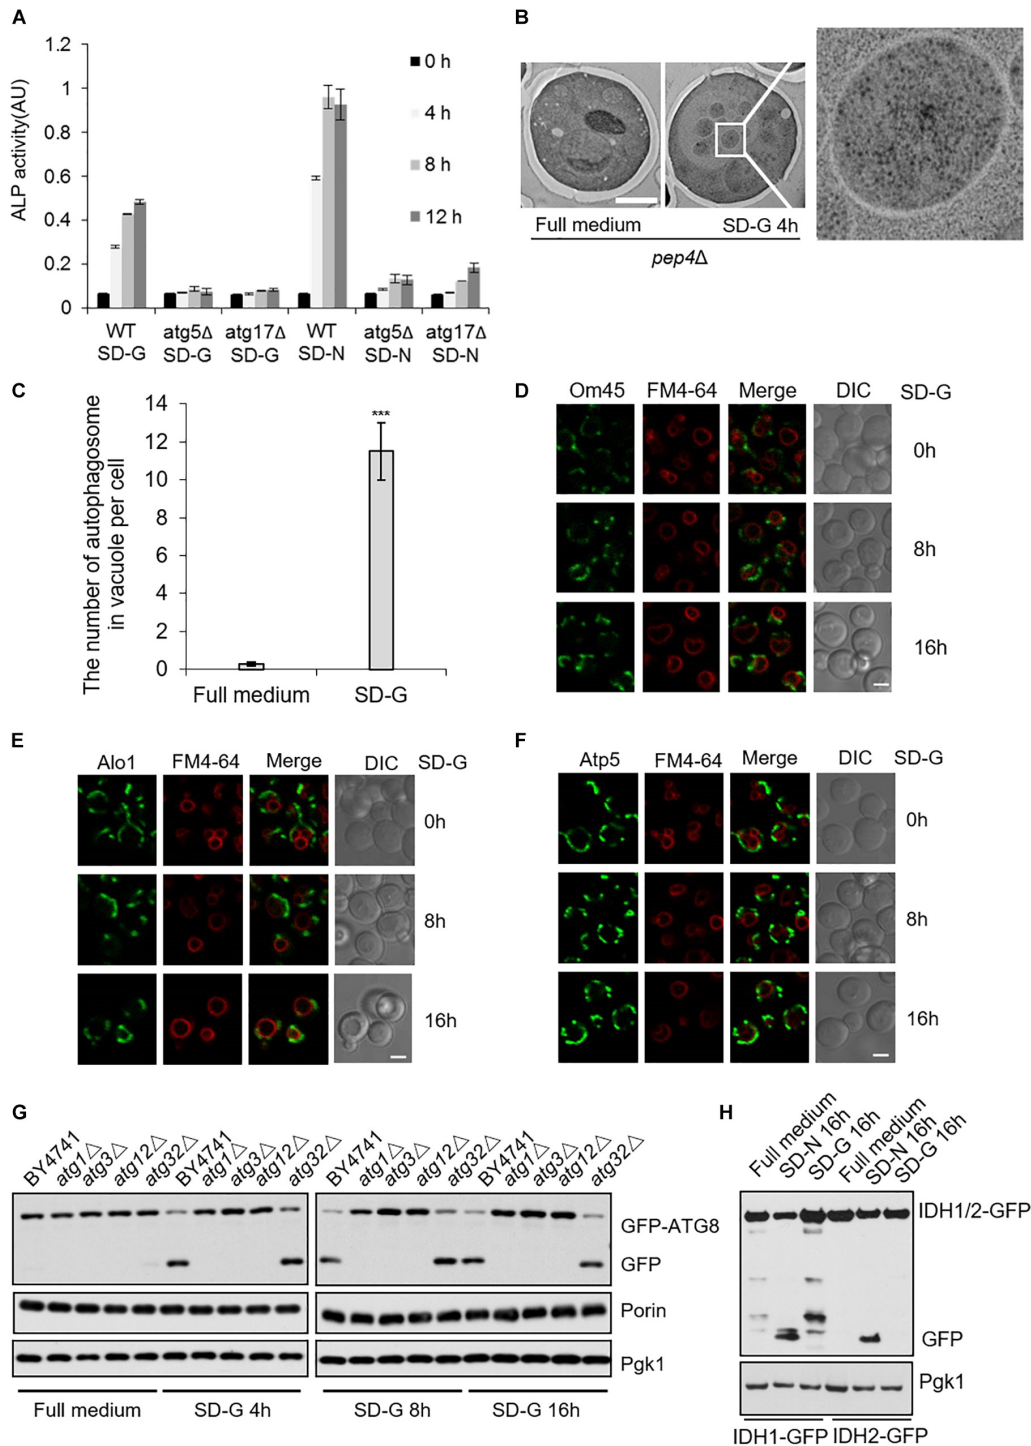 A
ALP activity(AU)
1.2
1
0.8
0.6
0.4
0.2
0
0 h
4 h
8 h
12 h
WT SD-G
atg5Δ SD-G
atg17Δ SD-G
WT SD-N
atg5Δ SD-N
atg17Δ SD-N
B
Full medium
SD-G 4h
pep4Δ
C
The number of autophagosome
in vacuole per cell
14
12
10
8
6
4
2
0
***
Full medium
SD-G
D
Om45 FM4-64 Merge DIC SD-G
0h
8h
16h
E
Alo1 FM4-64 Merge DIC SD-G
0h
8h
16h
F
Atp5 FM4-64 Merge DIC SD-G
0h
8h
16h
G
BY4741 atg1△ atg3△ atg12△ atg32△ BY4741 atg1△ atg3△ atg12△ atg32△ BY4741 atg1△ atg3△ atg12△ atg32△ BY4741 atg1△ atg3△ atg12△ atg32△
GFP-ATG8
GFP
Porin
Pgk1
Full medium SD-G 4h SD-G 8h SD-G 16h
H
Full medium SD-N 16h SD-G 16h Full medium SD-N 16h SD-G 16h
IDH1/2-GFP
GFP
Pgk1
IDH1-GFP IDH2-GFP